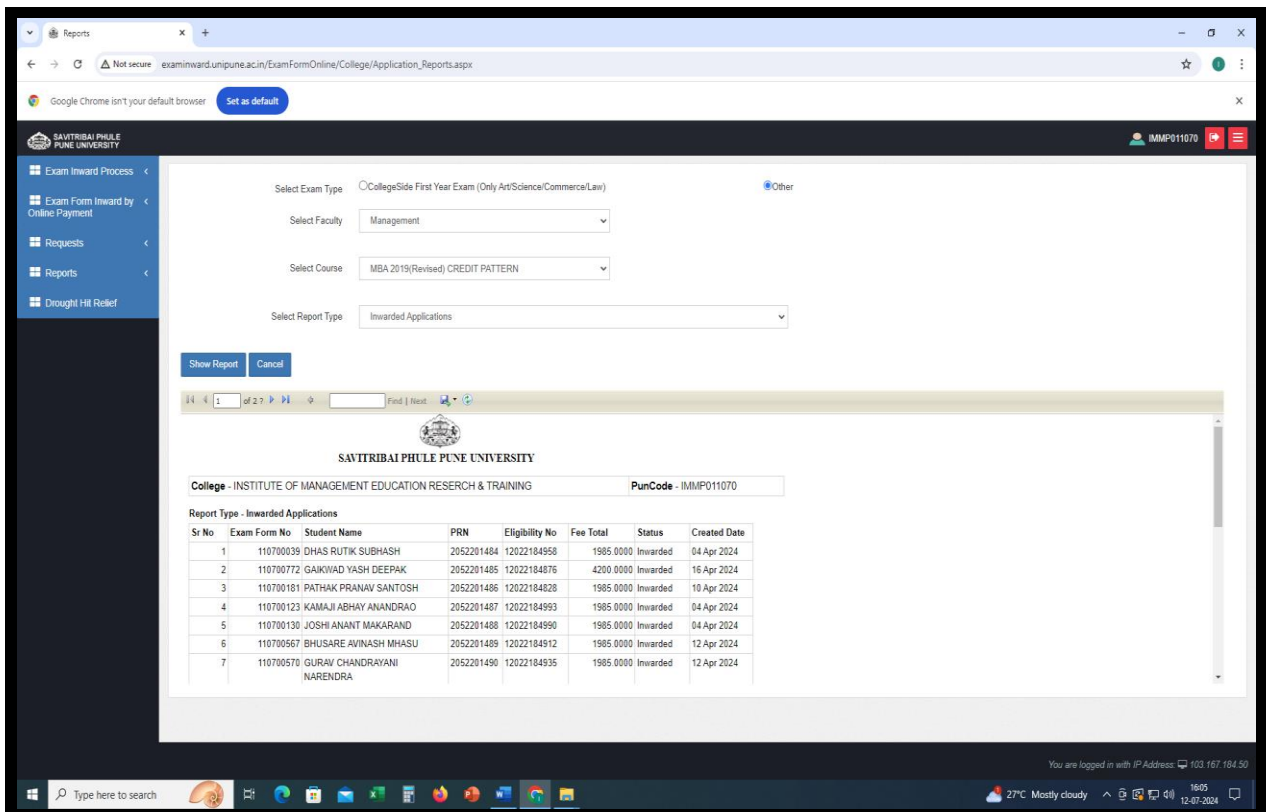 Reports
Not secure examinward.unipune.ac.in/ExamFormOnline/College/Application_Reports.aspx
Google Chrome isn't your default browser Set as default
SAVITRIBAI PHULE
PUNE UNIVERSITY
IMMP011070
Exam Inward Process
Exam Form Inward by
Online Payment
Requests
Reports
Drought Hit Relief
Select Exam Type CollegeSide First Year Exam (Only Art/Science/Commerce/Law) Other
Select Faculty Management
Select Course MBA 2019(Revised) CREDIT PATTERN
Select Report Type Inwarded Applications
Show Report Cancel
1 of 2 ? Find | Next
SAVITRIBAI PHULE PUNE UNIVERSITY
College - INSTITUTE OF MANAGEMENT EDUCATION RESERCH & TRAINING PunCode - IMMP011070
Report Type - Inwarded Applications
Sr No Exam Form No Student Name PRN Eligibility No Fee Total Status Created Date
1 110700039 DHAS RUTIK SUBHASH 2052201484 12022184958 1985.0000 Inwarded 04 Apr 2024
2 110700772 GAIKWAD YASH DEEPAK 2052201485 12022184876 4200.0000 Inwarded 16 Apr 2024
3 110700181 PATHAK PRANAV SANTOSH 2052201486 12022184828 1985.0000 Inwarded 10 Apr 2024
4 110700123 KAMAJI ABHAY ANANDRAO 2052201487 12022184993 1985.0000 Inwarded 04 Apr 2024
5 110700130 JOSHI ANANT MAKARAND 2052201488 12022184990 1985.0000 Inwarded 04 Apr 2024
6 110700567 BHUSARE AVINASH MHASU 2052201489 12022184912 1985.0000 Inwarded 12 Apr 2024
7 110700570 GURAV CHANDRAYANI 2052201490 12022184935 1985.0000 Inwarded 12 Apr 2024
NARENDRA
You are logged in with IP Address: 103.167.184.50
Type here to search
27°C Mostly cloudy
16:05
12-07-2024